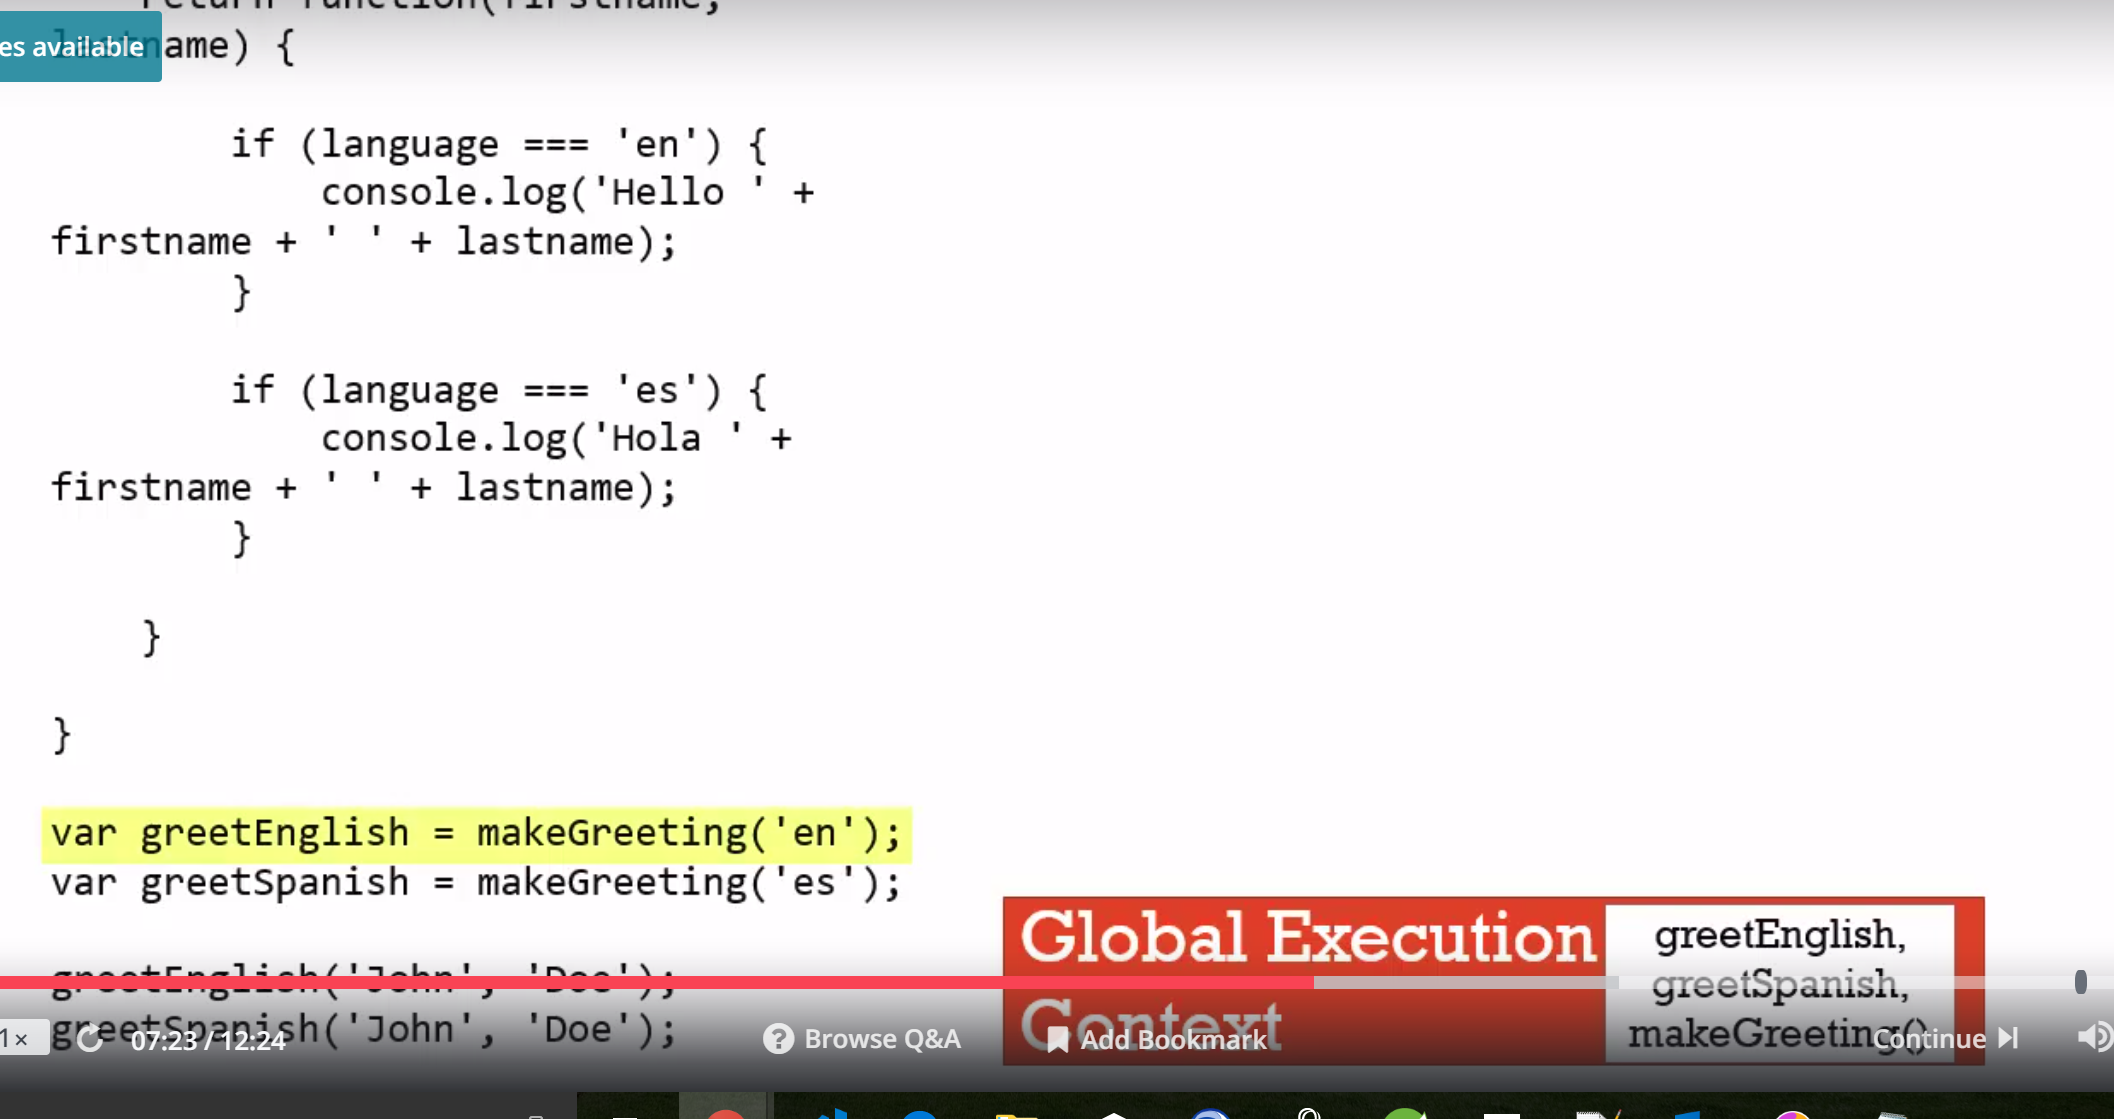 return function(firstname,
es available
lastname) {
if (language === 'en') {
console.log('Hello ' +
firstname + ' ' + lastname);
}
if (language === 'es') {
console.log('Hola ' +
firstname + ' ' + lastname);
}
}
}
var greetEnglish = makeGreeting('en');
var greetSpanish = makeGreeting('es');
greetEnglish('John', 'Doe');
greetSpanish('John', 'Doe');
Global Execution
Context
greetEnglish,
greetSpanish,
makeGreeting()
1×
07:23 / 12:24
Browse Q&A
Add Bookmark
Continue